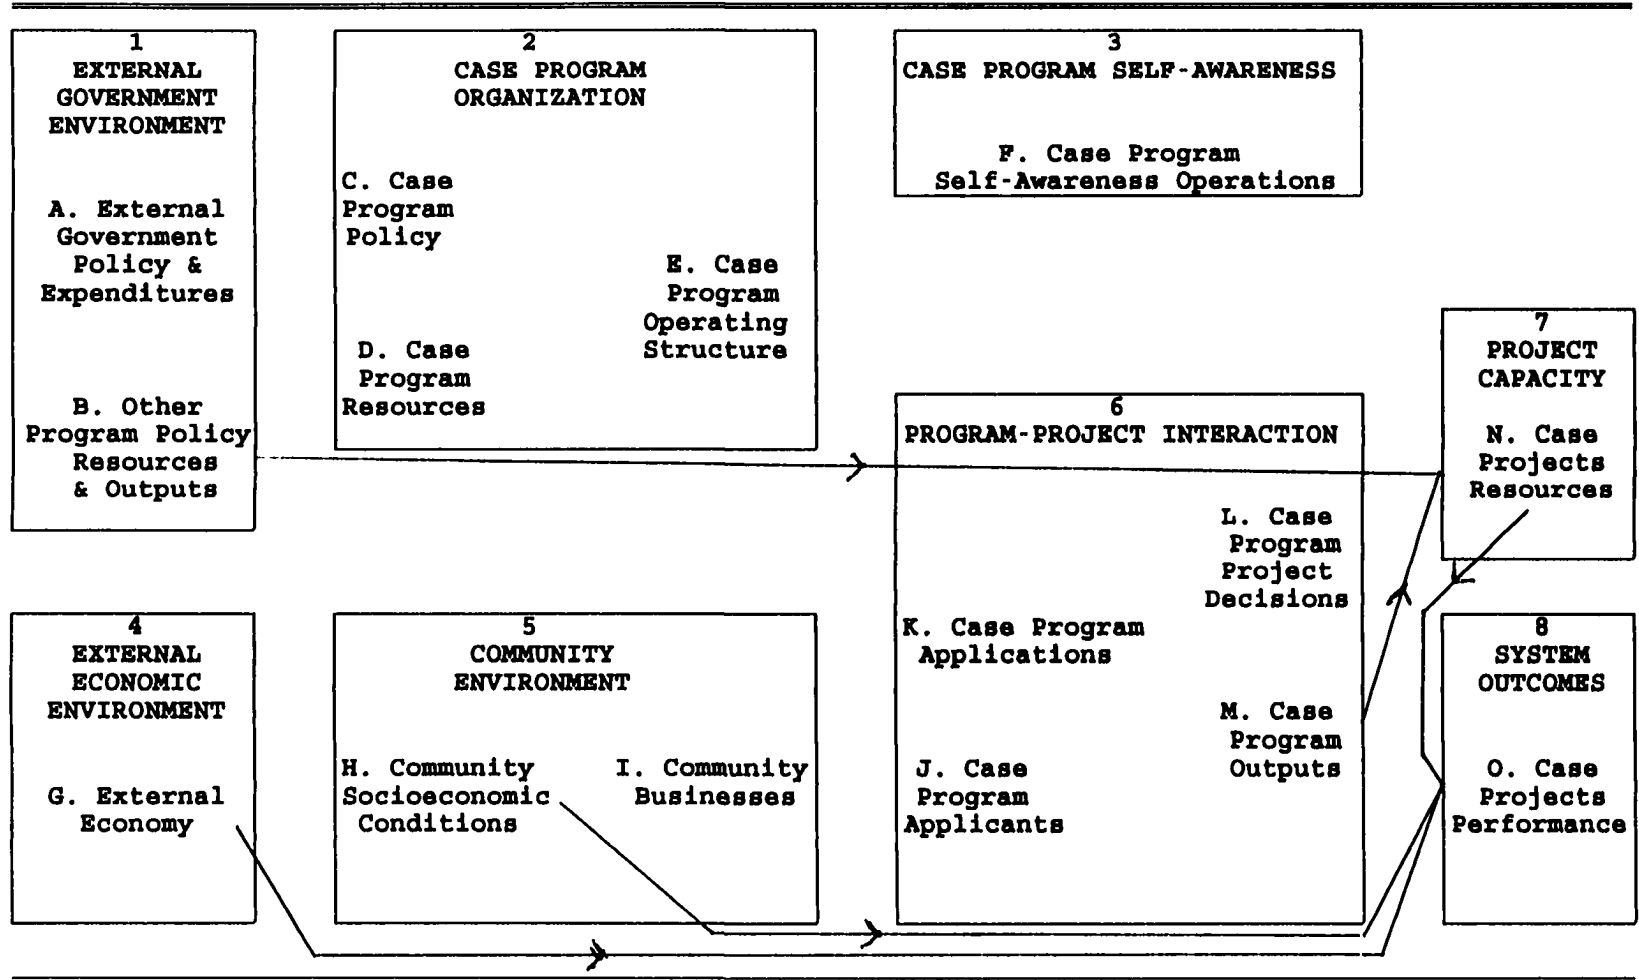 1
EXTERNAL
GOVERNMENT
ENVIRONMENT
A. External
Government
Policy &
Expenditures
B. Other
Program Policy
Resources
& Outputs
2
CASE PROGRAM
ORGANIZATION
C. Case
Program
Policy
D. Case
Program
Resources
E. Case
Program
Operating
Structure
3
CASE PROGRAM SELF-AWARENESS
F. Case Program
Self-Awareness Operations
4
EXTERNAL
ECONOMIC
ENVIRONMENT
G. External
Economy
5
COMMUNITY
ENVIRONMENT
H. Community
Socioeconomic
Conditions
I. Community
Businesses
6
PROGRAM-PROJECT INTERACTION
L. Case
Program
Project
Decisions
K. Case Program
Applications
M. Case
Program
Outputs
J. Case
Program
Applicants
7
PROJECT
CAPACITY
N. Case
Projects
Resources
8
SYSTEM
OUTCOMES
O. Case
Projects
Performance